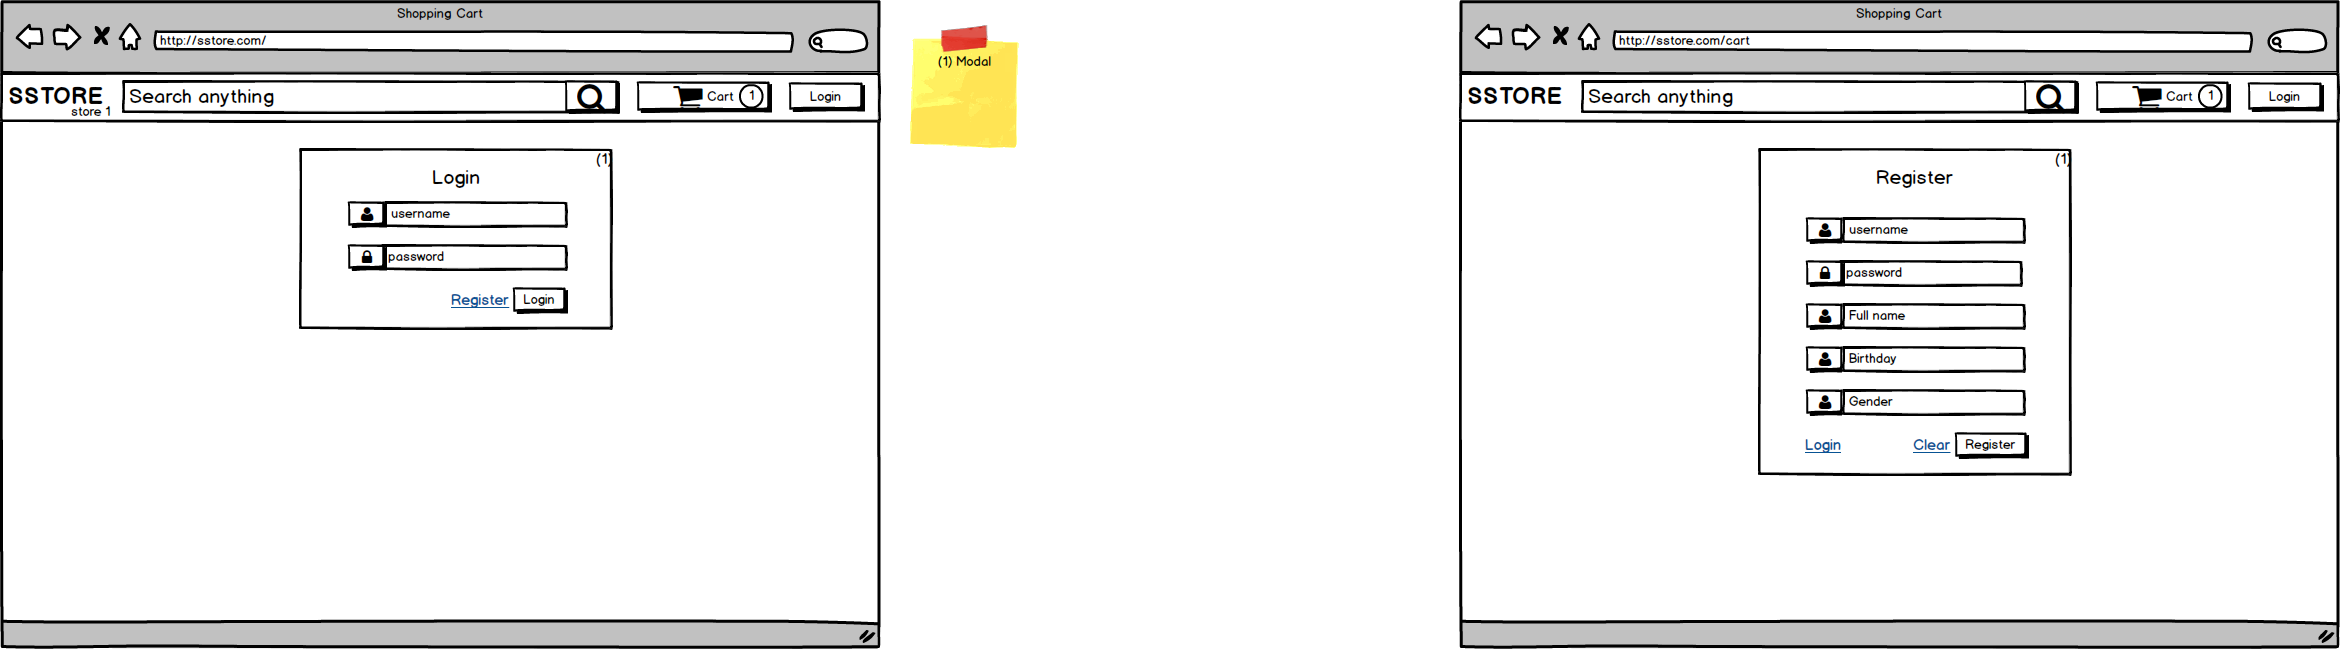 Shopping Cart
http://sstore.com/
SSTORE
store 1
Search anything
Cart 1
Login
(1)
Login
username
password
Register Login
(1) Modal
Shopping Cart
http://sstore.com/cart
SSTORE
Search anything
Cart 1
Login
(1)
Register
username
password
Full name
Birthday
Gender
Login Clear Register